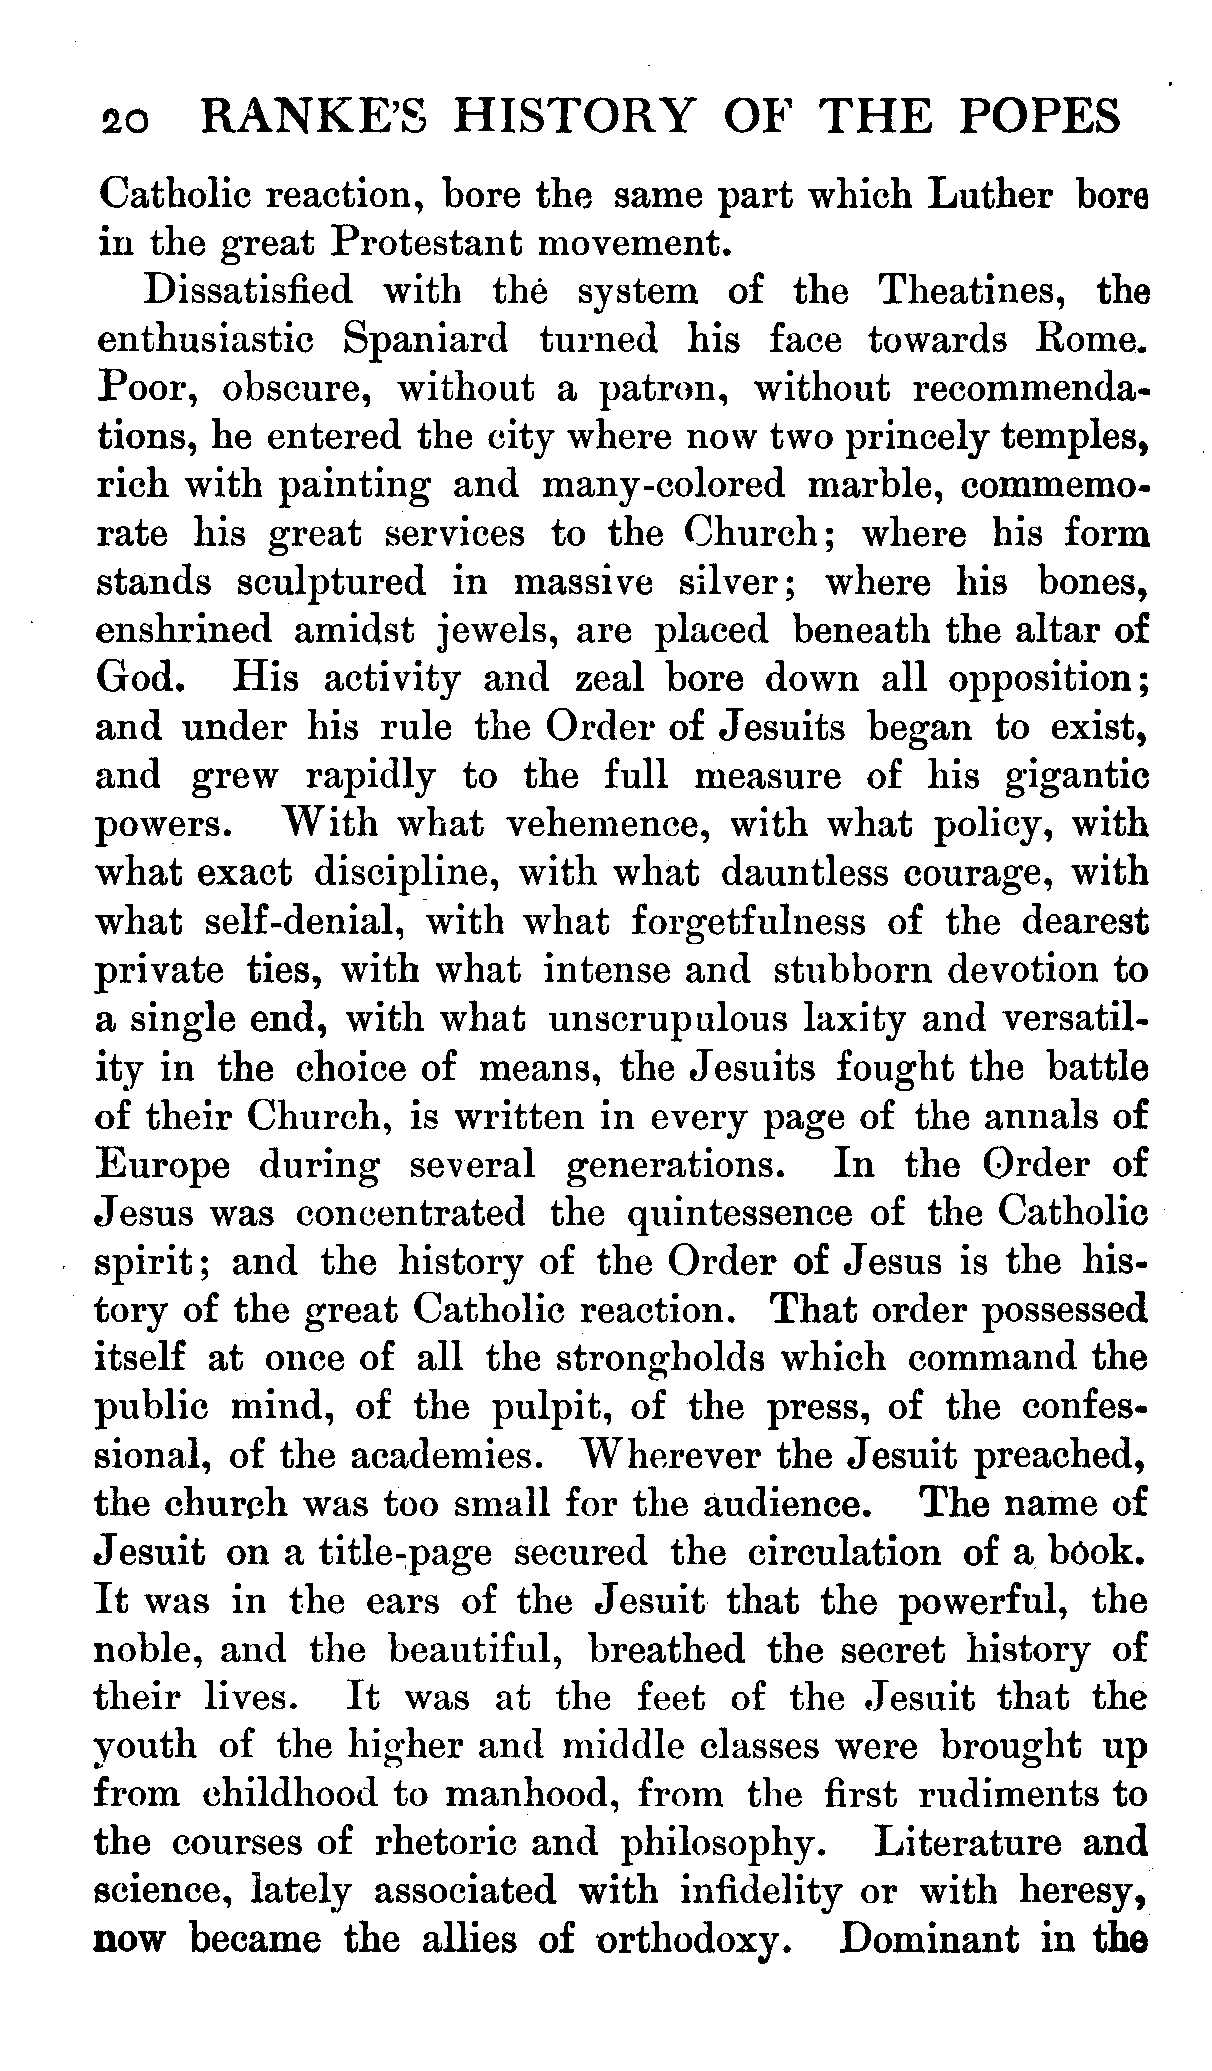 20 RANKE'S HISTORY OF THE POPES
Catholic reaction, bore the same part which Luther bore
in the great Protestant movement.
Dissatisfied with the system of the Theatines, the
enthusiastic Spaniard turned his face towards Rome.
Poor, obscure, without a patron, without recommenda-
tions, he entered the city where now two princely temples,
rich with painting and many-colored marble, commemo-
rate his great services to the Church; where his form
stands sculptured in massive silver; where his bones,
enshrined amidst jewels, are placed beneath the altar of
God. His activity and zeal bore down all opposition;
and under his rule the Order of Jesuits began to exist,
and grew rapidly to the full measure of his gigantic
powers. With what vehemence, with what policy, with
what exact discipline, with what dauntless courage, with
what self-denial, with what forgetfulness of the dearest
private ties, with what intense and stubborn devotion to
a single end, with what unscrupulous laxity and versatil-
ity in the choice of means, the Jesuits fought the battle
of their Church, is written in every page of the annals of
Europe during several generations. In the Order of
Jesus was concentrated the quintessence of the Catholic
spirit; and the history of the Order of Jesus is the his-
tory of the great Catholic reaction. That order possessed
itself at once of all the strongholds which command the
public mind, of the pulpit, of the press, of the confes-
sional, of the academies. Wherever the Jesuit preached,
the church was too small for the audience. The name of
Jesuit on a title-page secured the circulation of a book.
It was in the ears of the Jesuit that the powerful, the
noble, and the beautiful, breathed the secret history of
their lives. It was at the feet of the Jesuit that the
youth of the higher and middle classes were brought up
from childhood to manhood, from the first rudiments to
the courses of rhetoric and philosophy. Literature and
science, lately associated with infidelity or with heresy,
now became the allies of orthodoxy. Dominant in the